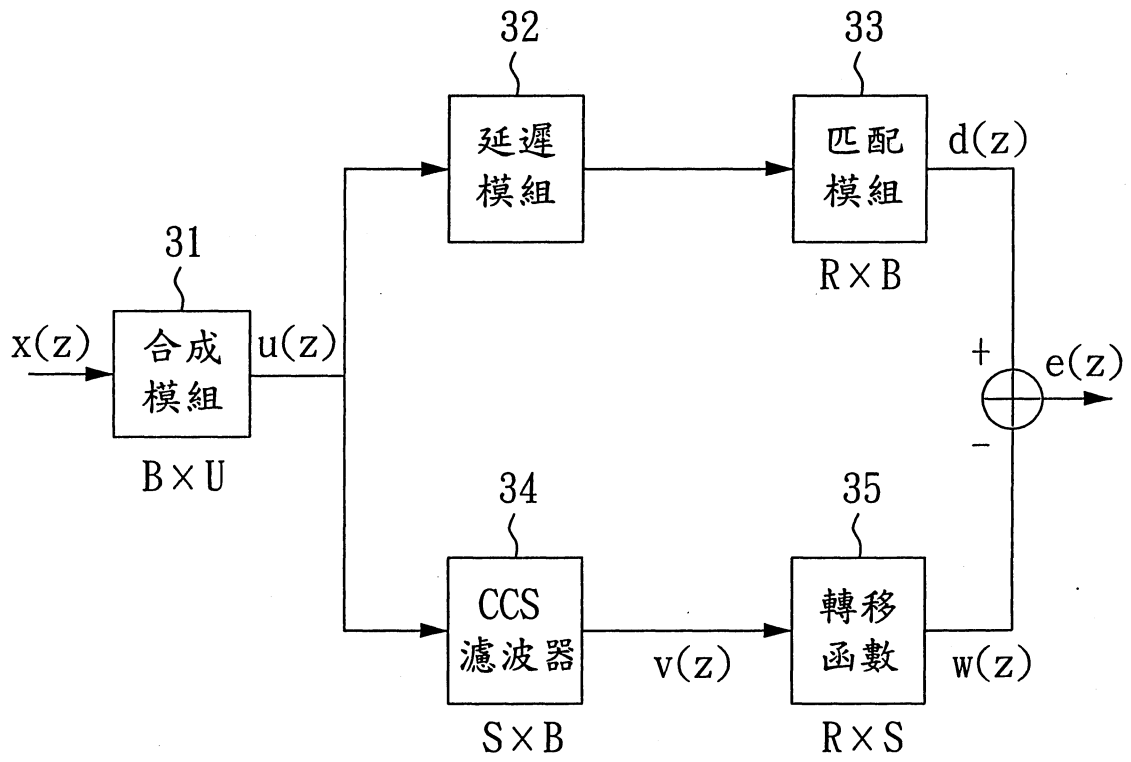 32
33
延遲
模組
匹配
模組
d(z)
R×B
31
x(z)
合成
模組
u(z)
B×U
+
e(z)
-
34
35
CCS
濾波器
v(z)
轉移
函數
w(z)
S×B
R×S